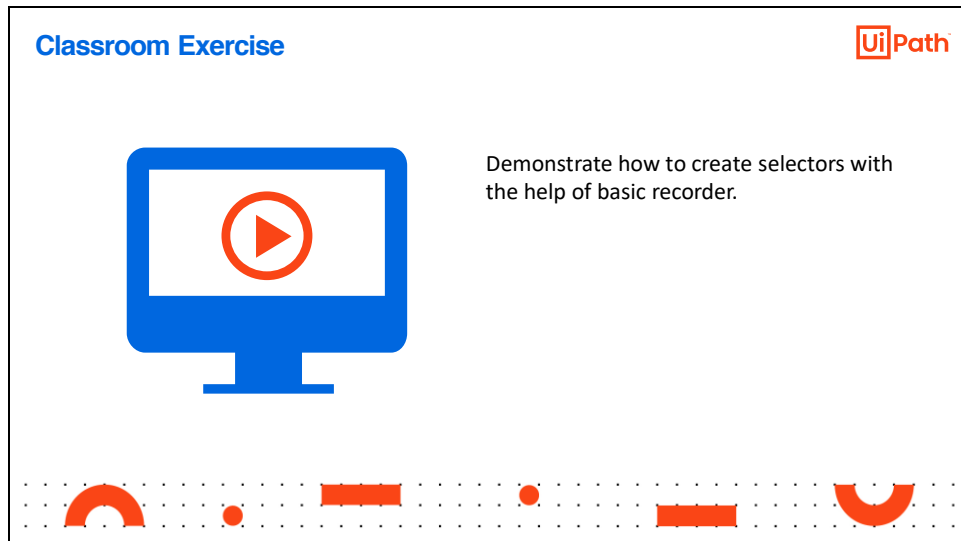 Classroom Exercise
UiPath
Demonstrate how to create selectors with
the help of basic recorder.